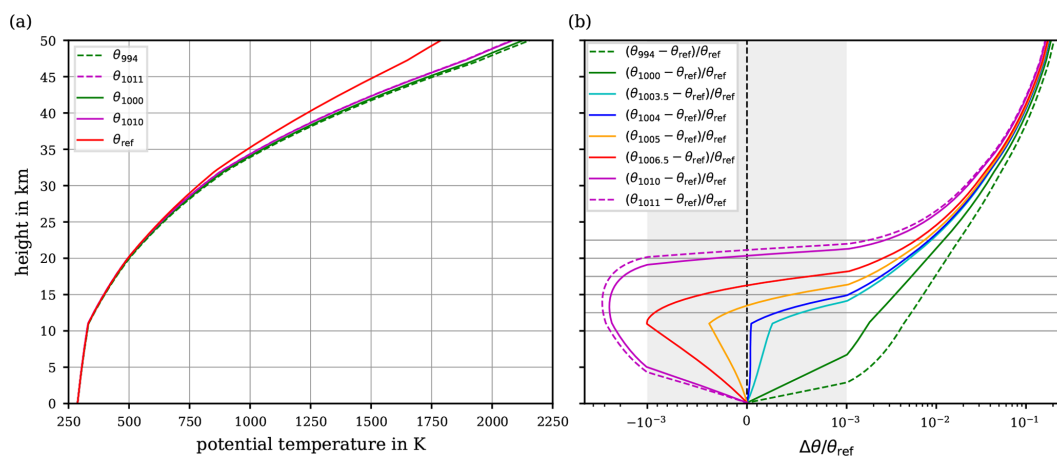 (a)
50
45
40
35
30
25
20
15
10
5
0
height in km
θ994
θ1011
θ1000
θ1010
θref
250 500 750 1000 1250 1500 1750 2000 2250
potential temperature in K
(b)
(θ994 − θref)/θref
(θ1000 − θref)/θref
(θ1003.5 − θref)/θref
(θ1004 − θref)/θref
(θ1005 − θref)/θref
(θ1006.5 − θref)/θref
(θ1010 − θref)/θref
(θ1011 − θref)/θref
−10⁻³ 0 10⁻³ 10⁻² 10⁻¹
Δθ/θref